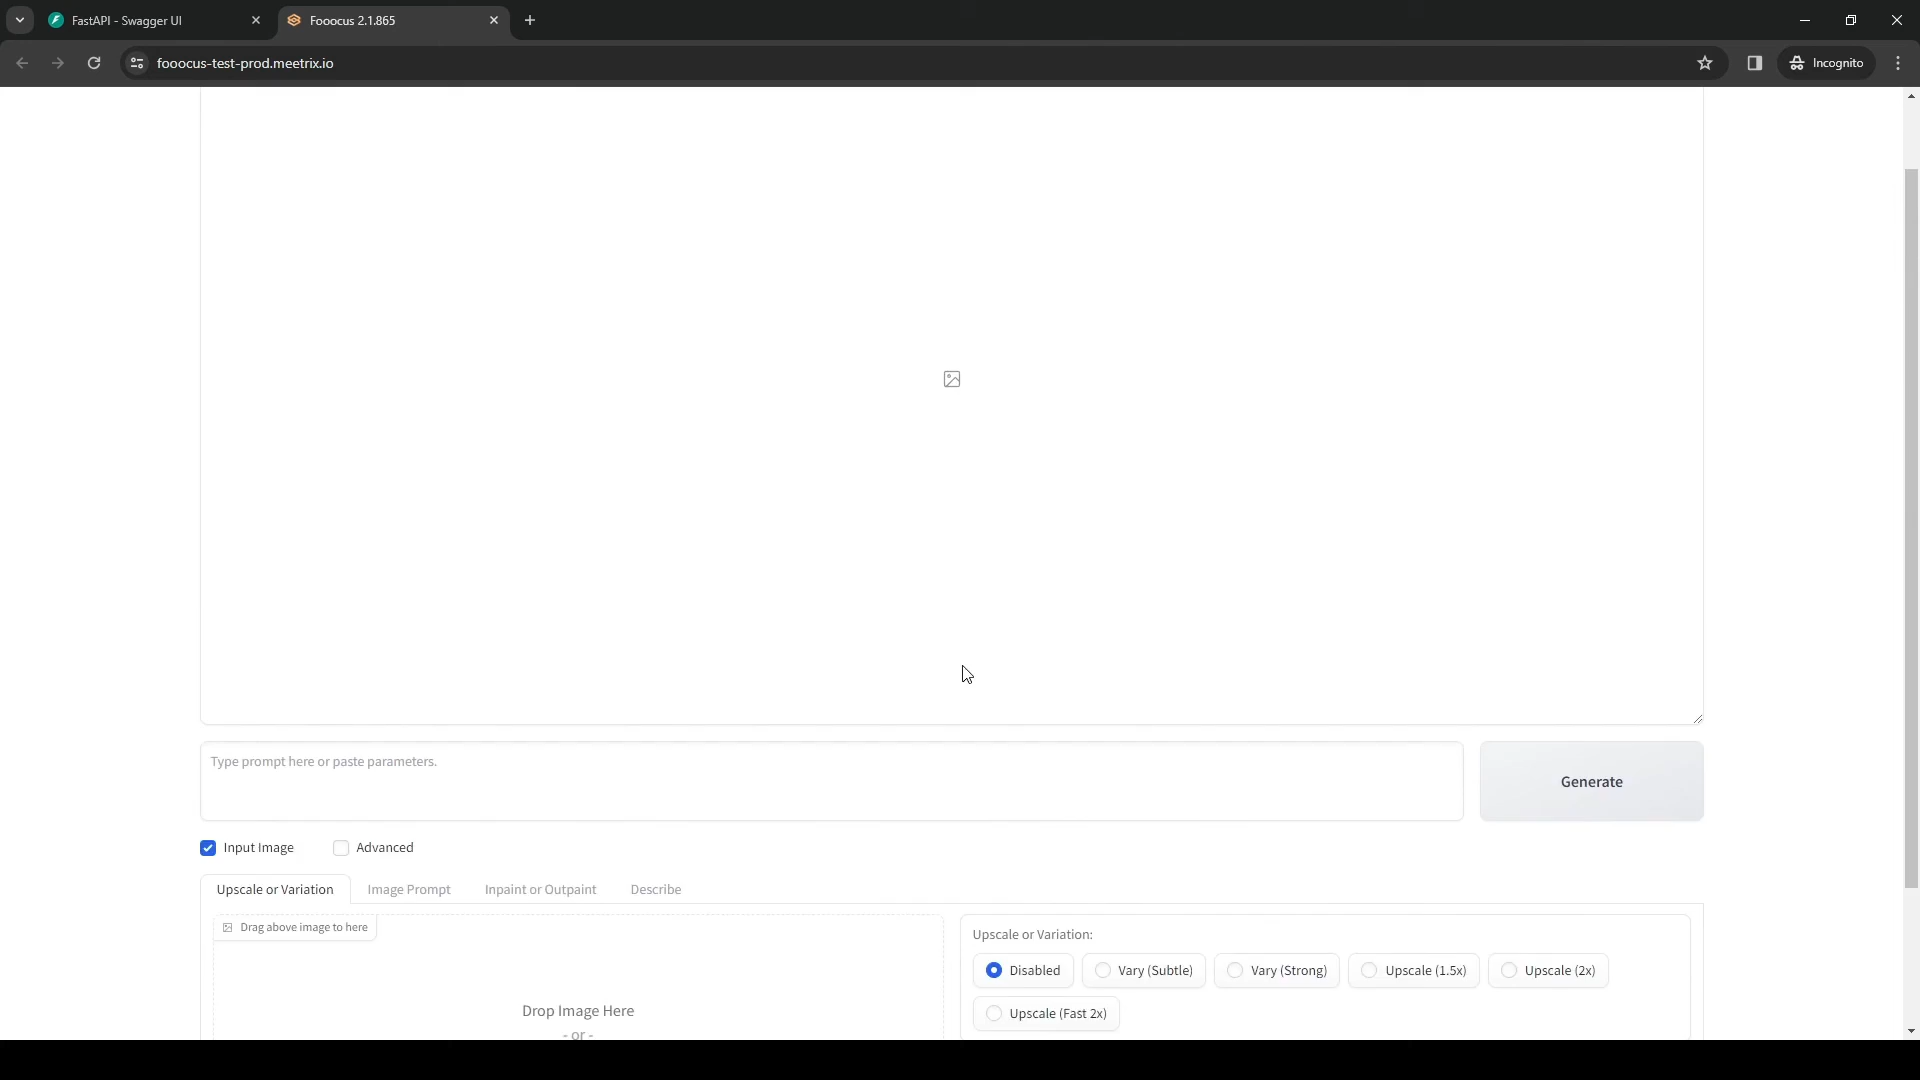 FastAPI - Swagger UI
Fooocus 2.1.865
fooocus-test-prod.meetrix.io
Incognito
Type prompt here or paste parameters.
Generate
Input Image
Advanced
Upscale or Variation
Image Prompt
Inpaint or Outpaint
Describe
Drag above image to here
Drop Image Here
- or -
Upscale or Variation:
Disabled
Vary (Subtle)
Vary (Strong)
Upscale (1.5x)
Upscale (2x)
Upscale (Fast 2x)